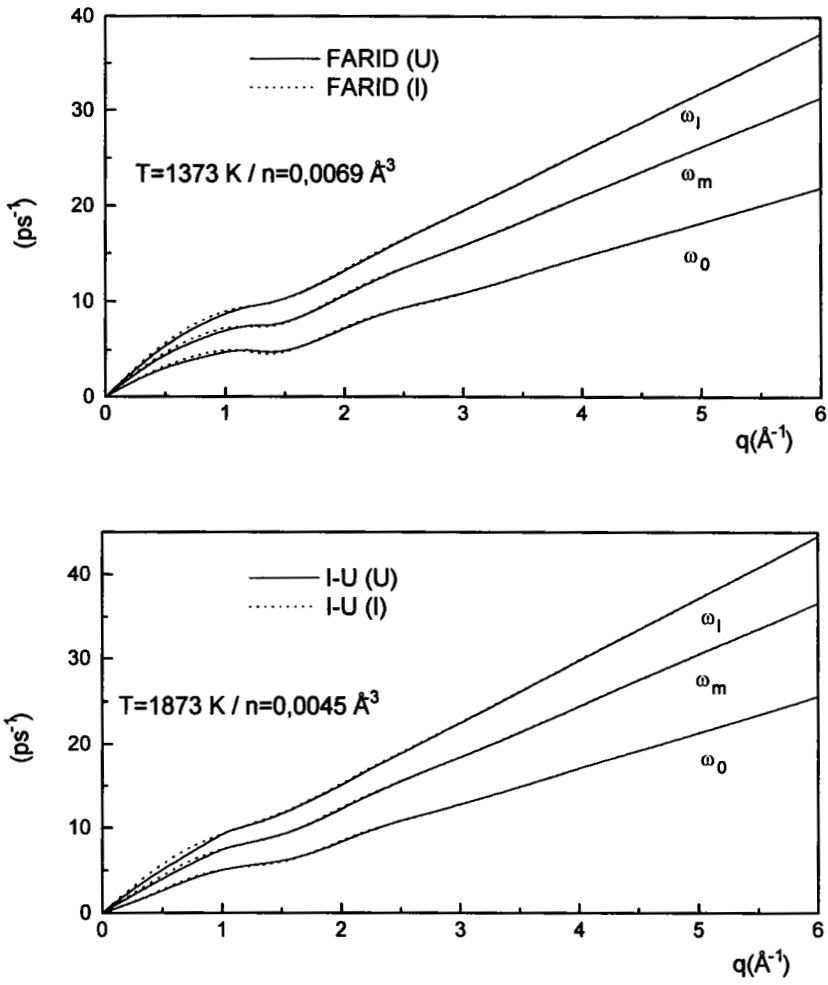 40
FARID (U)
FARID (I)
30
ω_l
T=1373 K / n=0,0069 Å³
ω_m
20
(ps⁻¹)
ω_0
10
0
0 1 2 3 4 5 6
q(Å⁻¹)
I-U (U)
I-U (I)
40
ω_l
30
ω_m
T=1873 K / n=0,0045 Å³
(ps⁻¹)
20
ω_0
10
0
0 1 2 3 4 5 6
q(Å⁻¹)